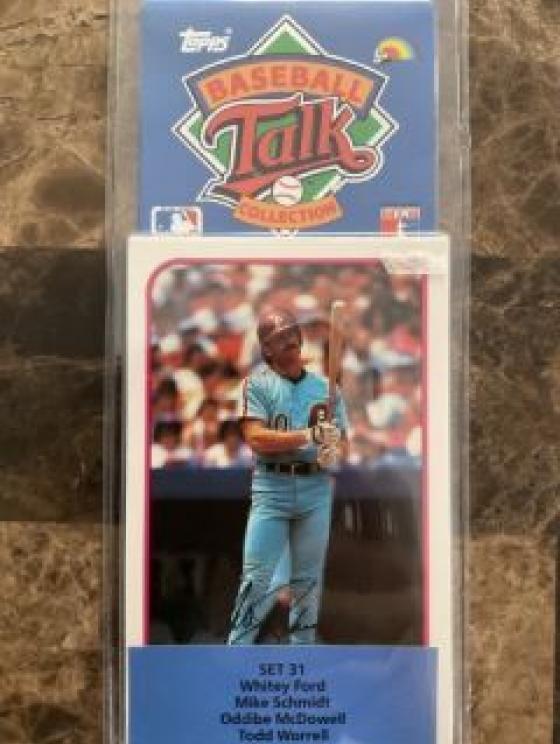 Topps
BASEBALL
Talk
COLLECTION
SET 31
Whitey Ford
Mike Schmidt
Oddibe McDowell
Todd Worrell